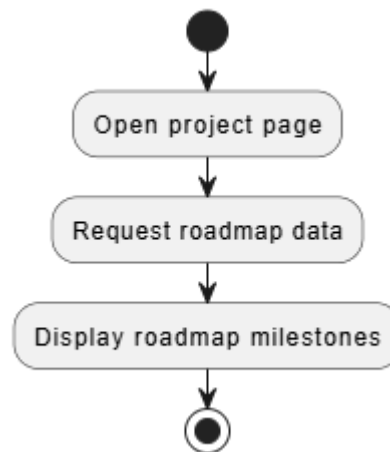 Open project page
Request roadmap data
Display roadmap milestones